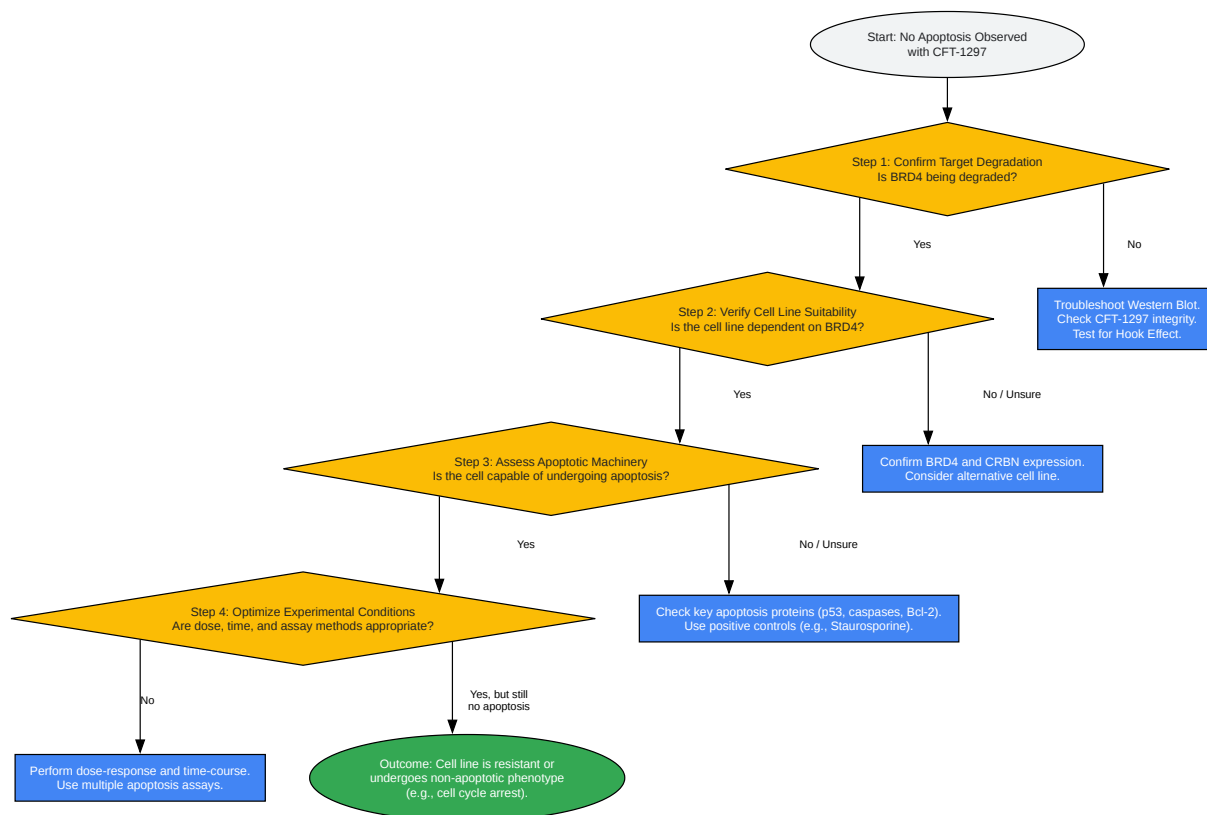 Start: No Apoptosis Observed
with CFT-1297
Step 1: Confirm Target Degradation
Is BRD4 being degraded?
Yes
No
Step 2: Verify Cell Line Suitability
Is the cell line dependent on BRD4?
Troubleshoot Western Blot.
Check CFT-1297 integrity.
Test for Hook Effect.
Yes
No / Unsure
Step 3: Assess Apoptotic Machinery
Is the cell capable of undergoing apoptosis?
Confirm BRD4 and CRBN expression.
Consider alternative cell line.
Yes
No / Unsure
Step 4: Optimize Experimental Conditions
Are dose, time, and assay methods appropriate?
Check key apoptosis proteins (p53, caspases, Bcl-2).
Use positive controls (e.g., Staurosporine).
No
Yes, but still
no apoptosis
Perform dose-response and time-course.
Use multiple apoptosis assays.
Outcome: Cell line is resistant or
undergoes non-apoptotic phenotype
(e.g., cell cycle arrest).